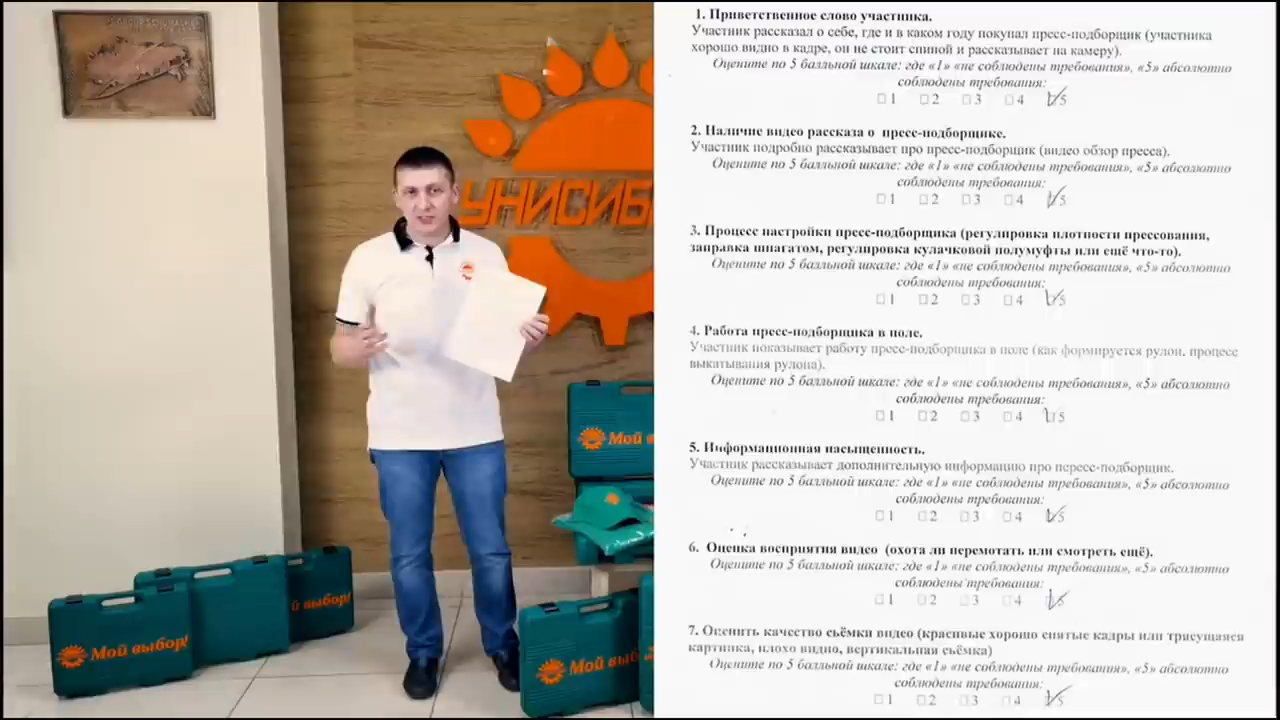 УНИСИБ
Мой в
й выбор!
Мой выбор!
Мой выб
1. Приветственное слово участника.
Участник рассказал о себе, где и в каком году покупал пресс-подборщик (участника
хорошо видно в кадре, он не стоит спиной и рассказывает на камеру).
Оцените по 5 балльной шкале: где «1» «не соблюдены требования», «5» абсолютно
соблюдены требования:
□ 1 □ 2 □ 3 □ 4 □ 5
2. Наличие видео рассказа о пресс-подборщике.
Участник подробно рассказывает про пресс-подборщик (видео обзор пресса).
Оцените по 5 балльной шкале: где «1» «не соблюдены требования», «5» абсолютно
соблюдены требования:
□ 1 □ 2 □ 3 □ 4 □ 5
3. Процесс настройки пресс-подборщика (регулировка плотности прессования,
заправка шпагатом, регулировка кулачковой полумуфты или ещё что-то).
Оцените по 5 балльной шкале: где «1» «не соблюдены требования», «5» абсолютно
соблюдены требования:
□ 1 □ 2 □ 3 □ 4 □ 5
4. Работа пресс-подборщика в поле.
Участник показывает работу пресс-подборщика в поле (как формируется рулон, процесс
выкатывания рулона).
Оцените по 5 балльной шкале: где «1» «не соблюдены требования», «5» абсолютно
соблюдены требования:
□ 1 □ 2 □ 3 □ 4 □ 5
5. Информационная насыщенность.
Участник рассказывает дополнительную информацию про пересс-подборщик.
Оцените по 5 балльной шкале: где «1» «не соблюдены требования», «5» абсолютно
соблюдены требования:
□ 1 □ 2 □ 3 □ 4 □ 5
6. Оценка восприятия видео (охота ли перемотать или смотреть ещё).
Оцените по 5 балльной шкале: где «1» «не соблюдены требования», «5» абсолютно
соблюдены требования:
□ 1 □ 2 □ 3 □ 4 □ 5
7. Оценить качество съёмки видео (красивые хорошо снятые кадры или трясущаяся
картинка, плохо видно, вертикальная съёмка)
Оцените по 5 балльной шкале: где «1» «не соблюдены требования», «5» абсолютно
соблюдены требования:
□ 1 □ 2 □ 3 □ 4 □ 5